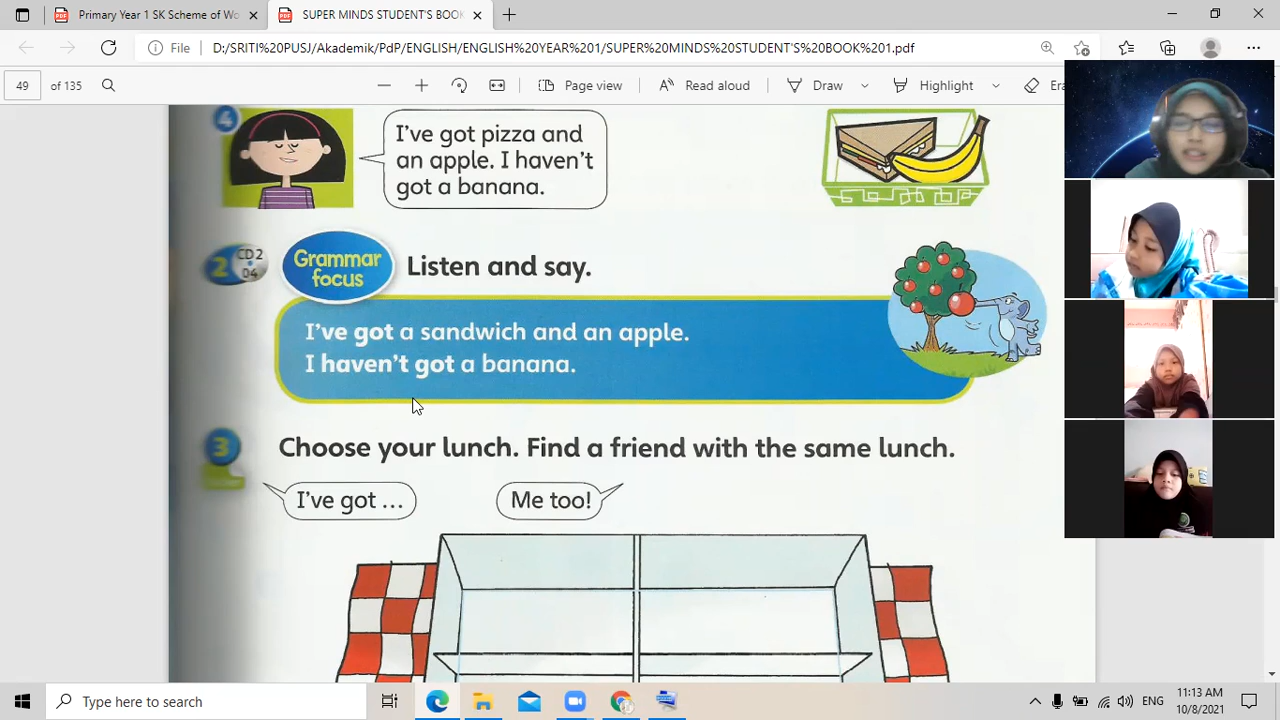 Primary Year 1 SK Scheme of Wo
SUPER MINDS STUDENT'S BOOK
File
D:/SRITI%20PUSJ/Akademik/PdP/ENGLISH/ENGLISH%20YEAR%201/SUPER%20MINDS%20STUDENT'S%20BOOK%201.pdf
49 of 135
Page view
Read aloud
Draw
Highlight
Era
4
I've got pizza and
an apple. I haven't
got a banana.
2
CD2
04
Grammar
focus
Listen and say.
I've got a sandwich and an apple.
I haven't got a banana.
3
Choose your lunch. Find a friend with the same lunch.
I've got ...
Me too!
Type here to search
ENG
11:13 AM
10/8/2021